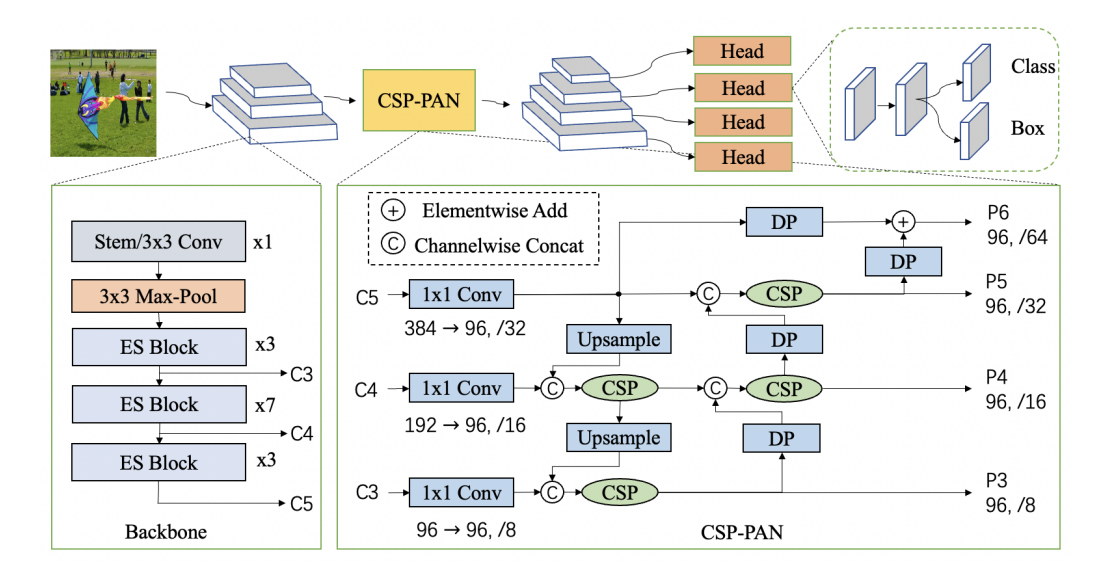 CSP-PAN
Head
Head
Head
Head
Class
Box
Stem/3x3 Conv
x1
3x3 Max-Pool
ES Block
x3
C3
ES Block
x7
C4
ES Block
x3
C5
Backbone
+ Elementwise Add
C Channelwise Concat
DP
+
P6
96, /64
DP
C5
1x1 Conv
384 → 96, /32
C
CSP
P5
96, /32
Upsample
DP
C4
1x1 Conv
192 → 96, /16
C
CSP
C
CSP
P4
96, /16
Upsample
DP
C3
1x1 Conv
96 → 96, /8
C
CSP
P3
96, /8
CSP-PAN